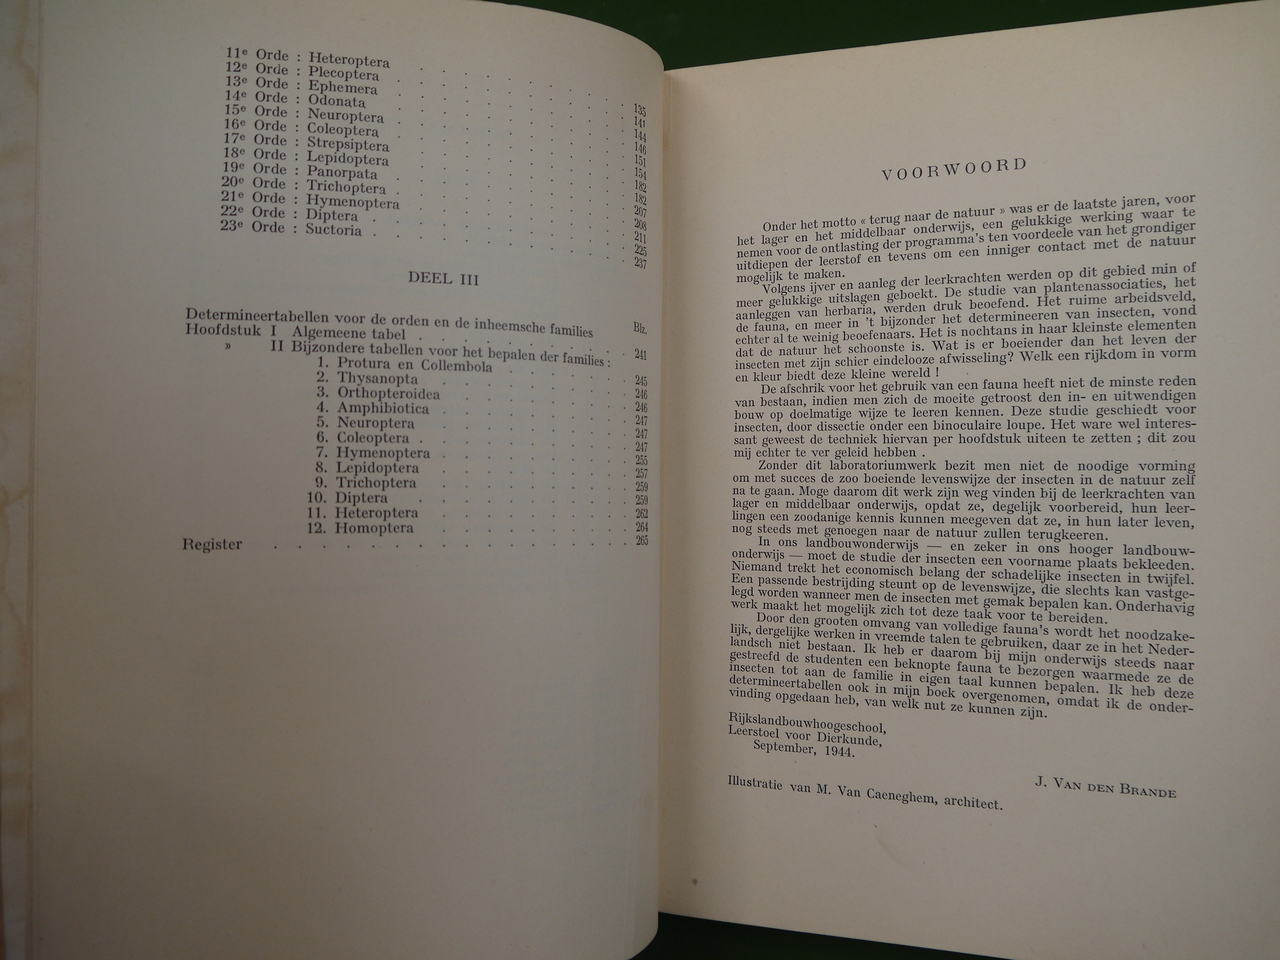 11e Orde : Heteroptera . . . . . . . 135
12e Orde : Plecoptera . . . . . . . . 141
13e Orde : Ephemera . . . . . . . . 144
14e Orde : Odonata . . . . . . . . 146
15e Orde : Neuroptera . . . . . . . 151
16e Orde : Coleoptera . . . . . . . 154
17e Orde : Strepsiptera . . . . . . . 182
18e Orde : Lepidoptera . . . . . . . 182
19e Orde : Panorpata . . . . . . . . 207
20e Orde : Trichoptera . . . . . . . 208
21e Orde : Hymenoptera . . . . . . . 211
22e Orde : Diptera . . . . . . . . 225
23e Orde : Suctoria . . . . . . . . 237
DEEL III
Blz.
Determineertabellen voor de orden en de inheemsche families
Hoofdstuk I Algemeene tabel . . . . . . . 241
» II Bijzondere tabellen voor het bepalen der families :
1. Protura en Collembola . . . . 245
2. Thysanopta . . . . . . . 246
3. Orthopteroidea . . . . . . 246
4. Amphibiotica . . . . . . 247
5. Neuroptera . . . . . . . 247
6. Coleoptera . . . . . . . 247
7. Hymenoptera . . . . . . 255
8. Lepidoptera . . . . . . . 257
9. Trichoptera . . . . . . . 259
10. Diptera . . . . . . . 259
11. Heteroptera . . . . . . . 262
12. Homoptera . . . . . . . 264
Register . . . . . . . . . . . . 265
VOORWOORD
Onder het motto « terug naar de natuur » was er de laatste jaren, voor
het lager en het middelbaar onderwijs, een gelukkige werking waar te
nemen voor de ontlasting der programma's ten voordeele van het grondiger
uitdiepen der leerstof en tevens om een inniger contact met de natuur
mogelijk te maken.
Volgens ijver en aanleg der leerkrachten werden op dit gebied min of
meer gelukkige uitslagen geboekt. De studie van plantenassociaties, het
aanleggen van herbaria, werden druk beoefend. Het ruime arbeidsveld,
de fauna, en meer in 't bijzonder het determineeren van insecten, vond
echter al te weinig beoefenaars. Het is nochtans in haar kleinste elementen
dat de natuur het schoonste is. Wat is er boeiender dan het leven der
insecten met zijn schier eindelooze afwisseling? Welk een rijkdom in vorm
en kleur biedt deze kleine wereld !
De afschrik voor het gebruik van een fauna heeft niet de minste reden
van bestaan, indien men zich de moeite getroost den in- en uitwendigen
bouw op doelmatige wijze te leeren kennen. Deze studie geschiedt voor
insecten, door dissectie onder een binoculaire loupe. Het ware wel interes-
sant geweest de techniek hiervan per hoofdstuk uiteen te zetten ; dit zou
mij echter te ver geleid hebben .
Zonder dit laboratoriumwerk bezit men niet de noodige vorming
om met succes de zoo boeiende levenswijze der insecten in de natuur zelf
na te gaan. Moge daarom dit werk zijn weg vinden bij de leerkrachten van
lager en middelbaar onderwijs, opdat ze, degelijk voorbereid, hun leer-
lingen een zoodanige kennis kunnen meegeven dat ze, in hun later leven,
nog steeds met genoegen naar de natuur zullen terugkeeren.
In ons landbouwonderwijs — en zeker in ons hooger landbouw-
onderwijs — moet de studie der insecten een voorname plaats bekleeden.
Niemand trekt het economisch belang der schadelijke insecten in twijfel.
Een passende bestrijding steunt op de levenswijze, die slechts kan vastge-
legd worden wanneer men de insecten met gemak bepalen kan. Onderhavig
werk maakt het mogelijk zich tot deze taak voor te bereiden.
Door den grooten omvang van volledige fauna's wordt het noodzake-
lijk, dergelijke werken in vreemde talen te gebruiken, daar ze in het Neder-
landsch niet bestaan. Ik heb er daarom bij mijn onderwijs steeds naar
gestreefd de studenten een beknopte fauna te bezorgen waarmede ze de
insecten tot aan de familie in eigen taal kunnen bepalen. Ik heb deze
determineertabellen ook in mijn boek overgenomen, omdat ik de onder-
vinding opgedaan heb, van welk nut ze kunnen zijn.
Rijkslandbouwhoogeschool,
Leerstoel voor Dierkunde,
September, 1944.
J. VAN DEN BRANDE
Illustratie van M. Van Caeneghem, architect.